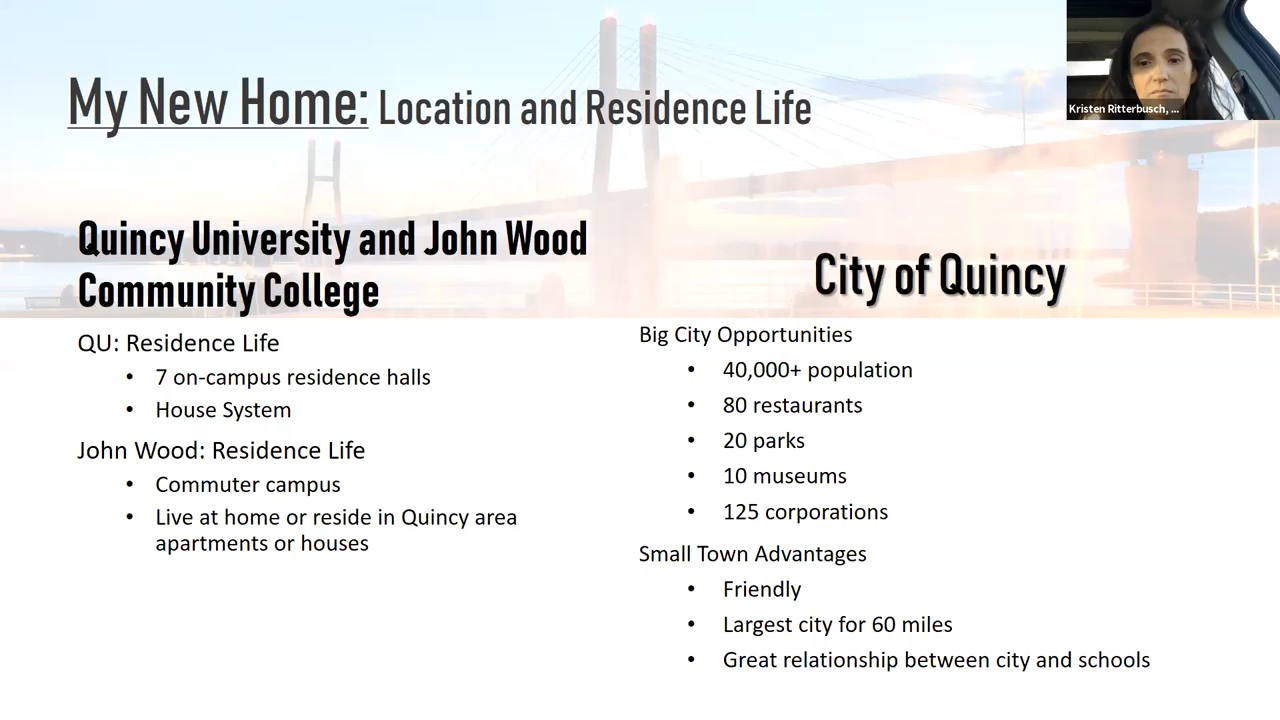 My New Home: Location and Residence Life
Kristen Ritterbusch, ...
Quincy University and John Wood
Community College
QU: Residence Life
• 7 on-campus residence halls
• House System
John Wood: Residence Life
• Commuter campus
• Live at home or reside in Quincy area
apartments or houses
City of Quincy
Big City Opportunities
• 40,000+ population
• 80 restaurants
• 20 parks
• 10 museums
• 125 corporations
Small Town Advantages
• Friendly
• Largest city for 60 miles
• Great relationship between city and schools